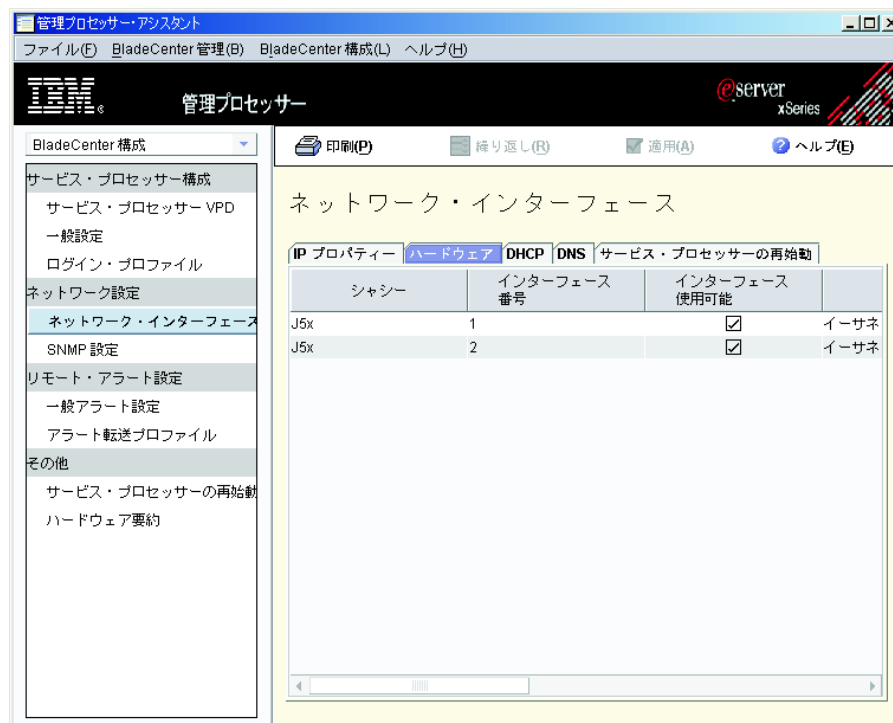 管理プロセッサー・アシスタント
ファイル(F) BladeCenter 管理(B) BladeCenter 構成(L) ヘルプ(H)
IBM® 管理プロセッサー
eserver
xSeries
BladeCenter 構成
印刷(P) 繰り返し(R) 適用(A) ? ヘルプ(E)
サービス・プロセッサー構成
サービス・プロセッサー VPD
一般設定
ログイン・プロファイル
ネットワーク設定
ネットワーク・インターフェース
SNMP 設定
リモート・アラート設定
一般アラート設定
アラート転送プロファイル
その他
サービス・プロセッサーの再始動
ハードウェア要約
ネットワーク・インターフェース
IP プロパティー ハードウェア DHCP DNS サービス・プロセッサーの再始動
シャシー インターフェース番号 インターフェース使用可能
J5x 1 イーサネ
J5x 2 イーサネ